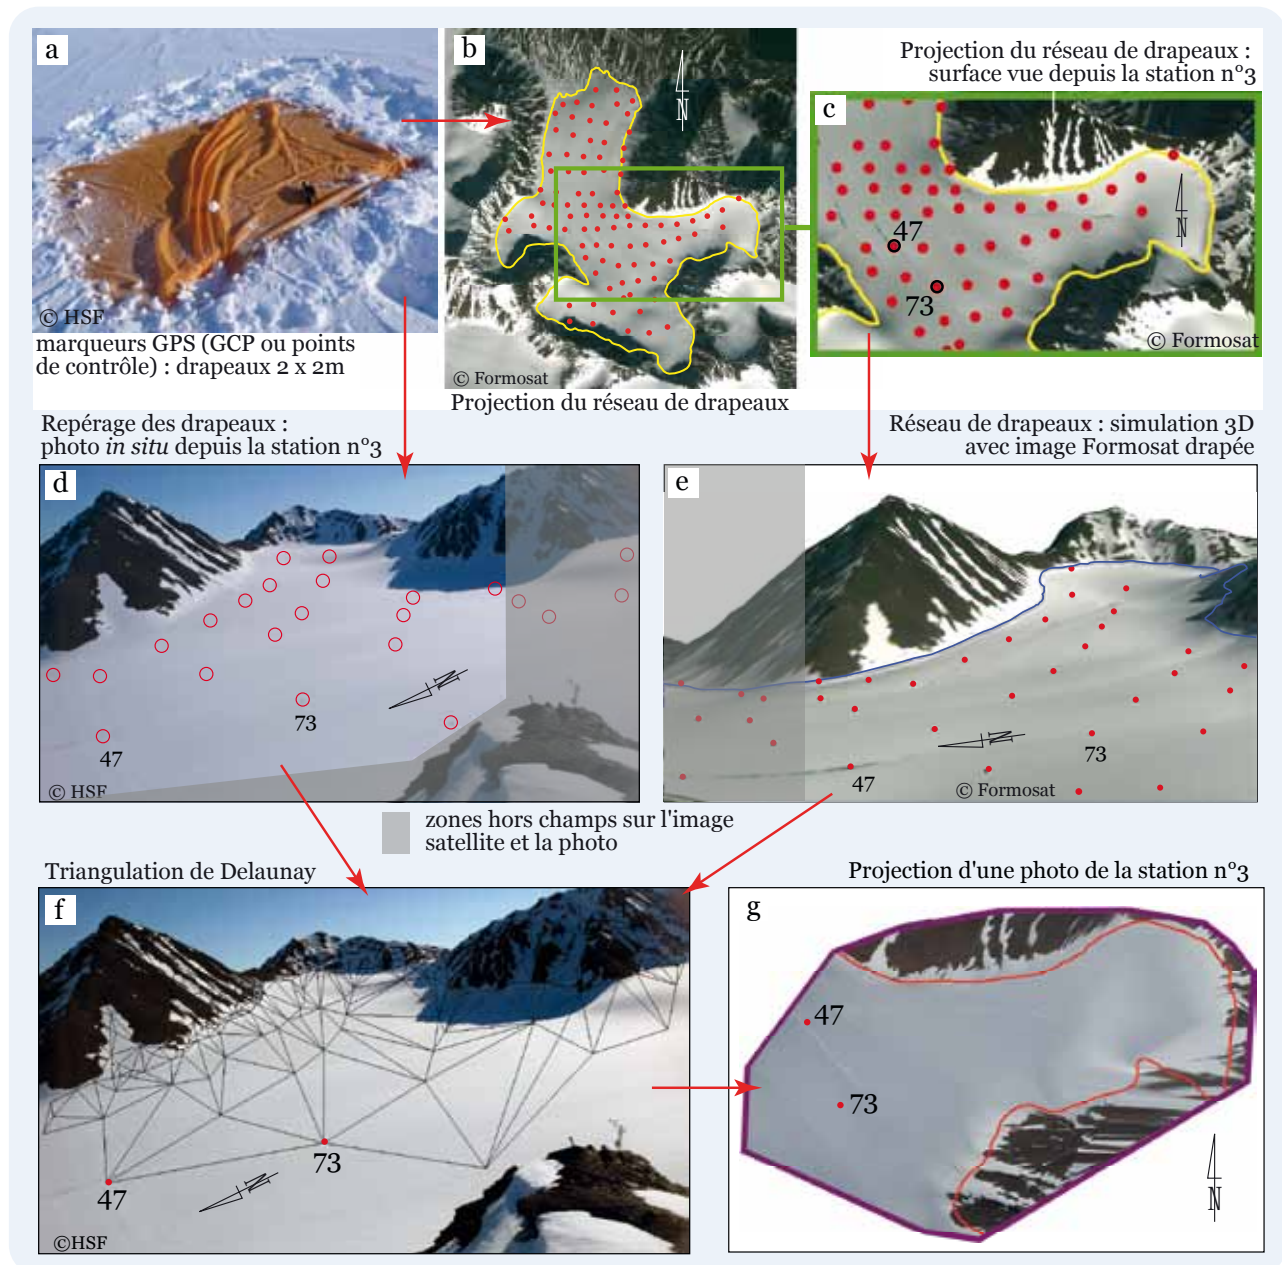 a
© HSF
marqueurs GPS (GCP ou points
de contrôle) : drapeaux 2 x 2m
b
N
© Formosat
Projection du réseau de drapeaux
Projection du réseau de drapeaux :
surface vue depuis la station n°3
c
N
47
73
© Formosat
Repérage des drapeaux :
photo in situ depuis la station n°3
d
N
73
47
© HSF
Réseau de drapeaux : simulation 3D
avec image Formosat drapée
e
N
73
47
© Formosat
zones hors champs sur l'image
satellite et la photo
Triangulation de Delaunay
f
73
N
47
©HSF
Projection d'une photo de la station n°3
g
47
73
N